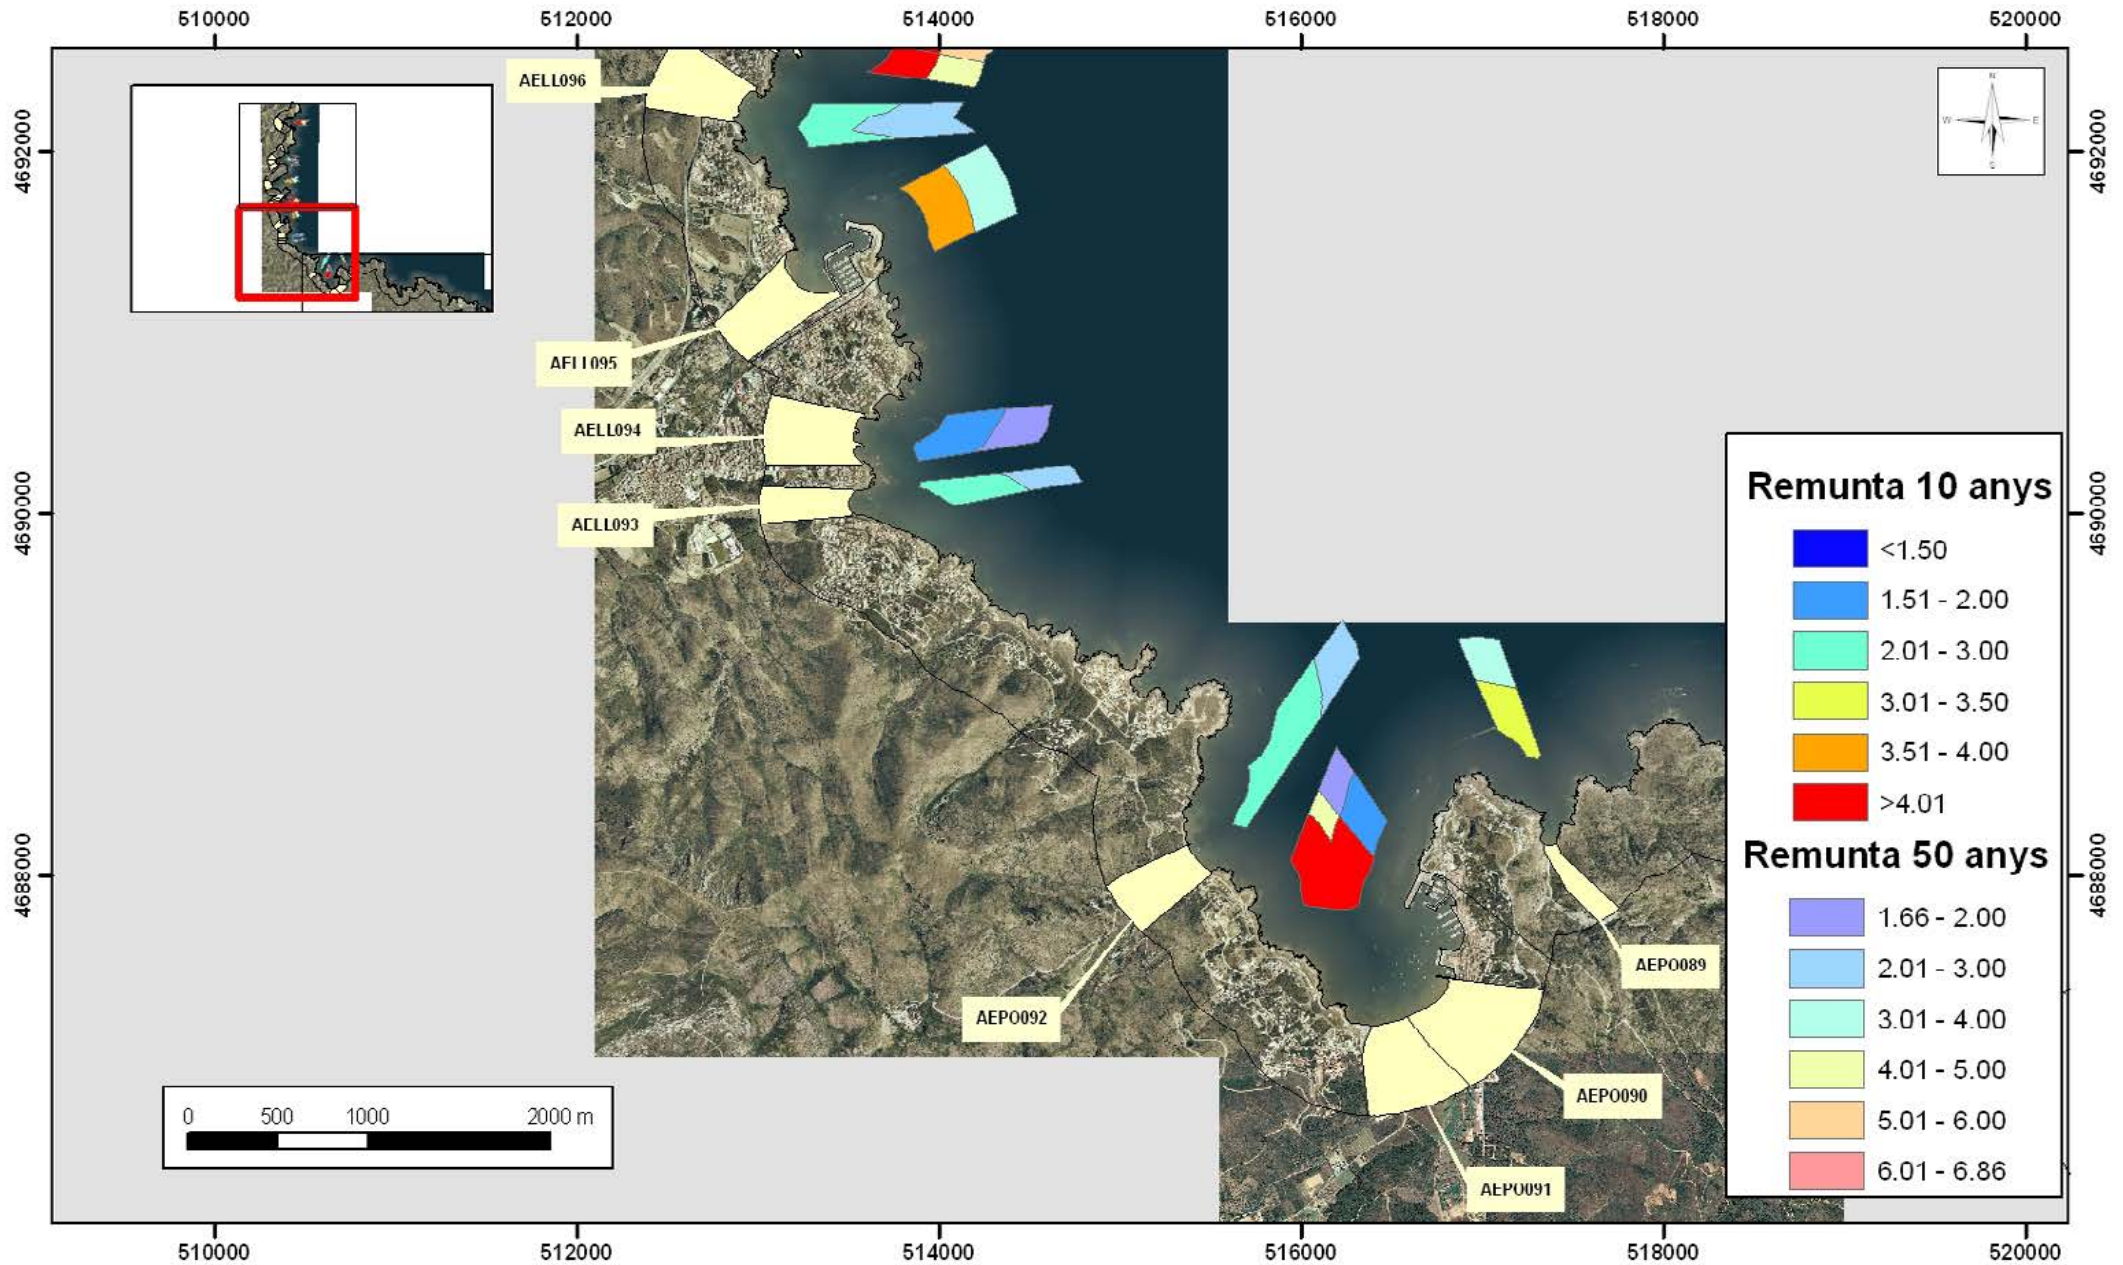 510000 512000 514000 516000 518000 520000
4692000 4692000
4690000 4690000
4688000 4688000
N
W E
S
AELL096
AELL095
AELL094
AELL093
AEPO092
AEPO089
AEPO090
AEPO091
Remunta 10 anys
<1.50
1.51 - 2.00
2.01 - 3.00
3.01 - 3.50
3.51 - 4.00
>4.01
Remunta 50 anys
1.66 - 2.00
2.01 - 3.00
3.01 - 4.00
4.01 - 5.00
5.01 - 6.00
6.01 - 6.86
0 500 1000 2000 m
510000 512000 514000 516000 518000 520000